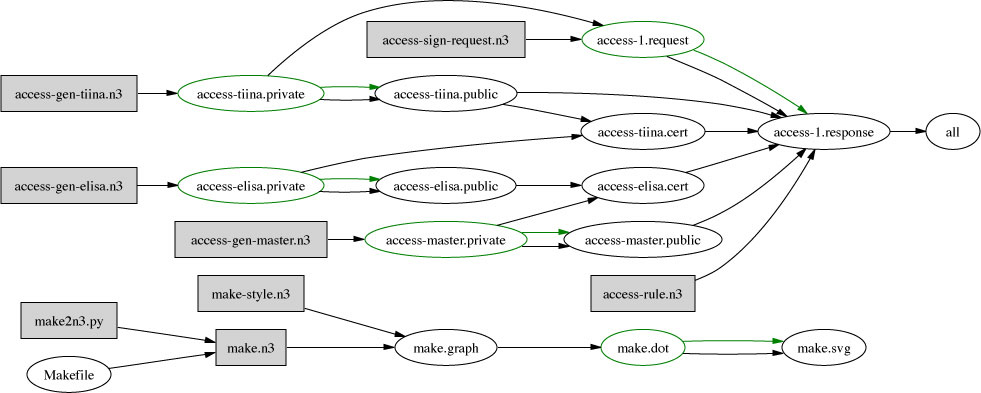 access-sign-request.n3
access-1.request
access-gen-tiina.n3
access-tiina.private
access-tiina.public
access-tiina.cert
access-1.response
all
access-gen-elisa.n3
access-elisa.private
access-elisa.public
access-elisa.cert
access-gen-master.n3
access-master.private
access-master.public
make-style.n3
access-rule.n3
make2n3.py
make.n3
make.graph
make.dot
make.svg
Makefile